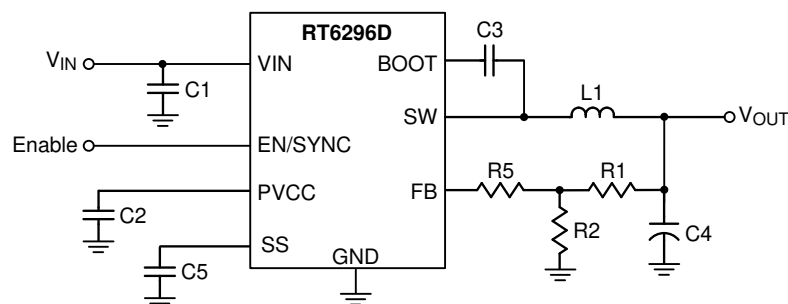 RT6296D
VIN
C1
VIN
BOOT
C3
SW
L1
VOUT
Enable
EN/SYNC
PVCC
FB
R5
R1
C2
R2
C4
SS
C5
GND